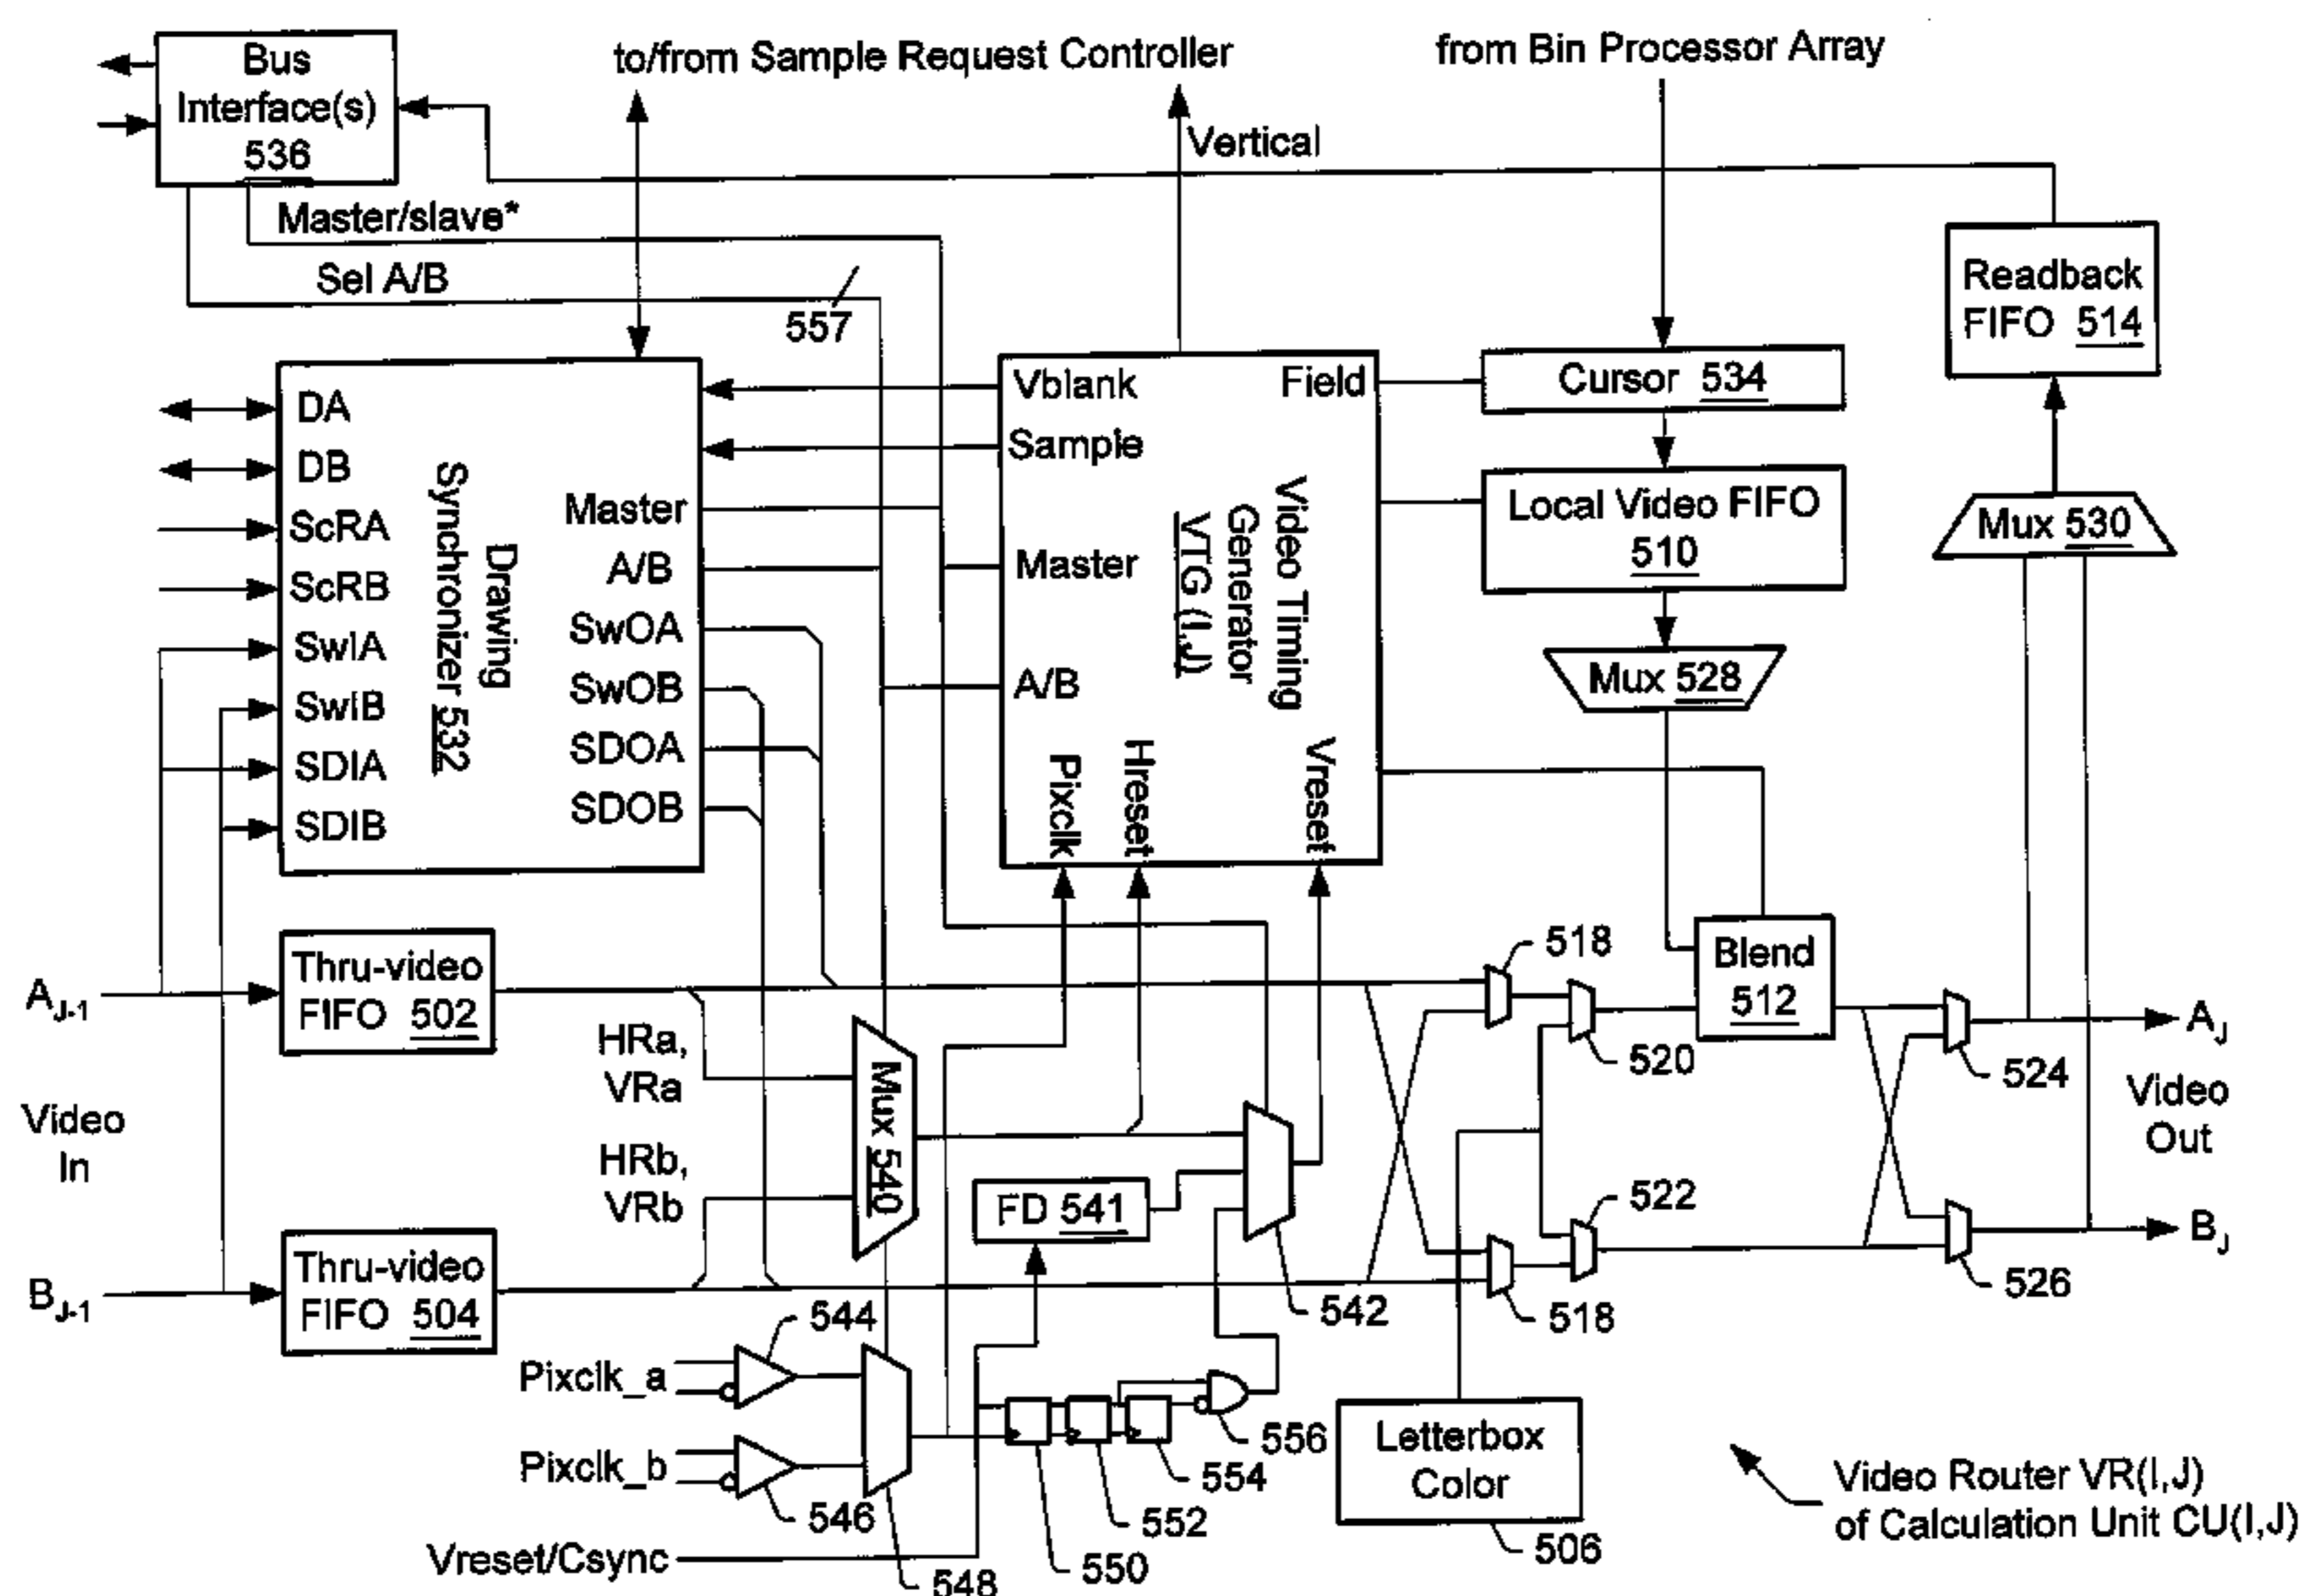 Bus
Interface(s)
536
to/from Sample Request Controller
from Bin Processor Array
Vertical
Master/slave*
Sel A/B
557
Readback
FIFO 514
DA
DB
ScRA
ScRB
SwIA
SwIB
SDIA
SDIB
Drawing
Synchronizer 532
Master
A/B
SwOA
SwOB
SDOA
SDOB
Vblank
Sample
Master
A/B
Field
Video Timing
Generator
VTG (I,J)
Pixclk
Hreset
Vreset
Cursor 534
Local Video FIFO
510
Mux 528
Mux 530
A J-1
Thru-video
FIFO 502
Video
In
B J-1
Thru-video
FIFO 504
HRa,
VRa
HRb,
VRb
Mux 540
FD 541
542
518
520
Blend
512
524
A J
Video
Out
B J
522
518
526
544
Pixclk_a
Pixclk_b
546
Vreset/Csync
548
550
552
554
556
Letterbox
Color
506
Video Router VR(I,J)
of Calculation Unit CU(I,J)